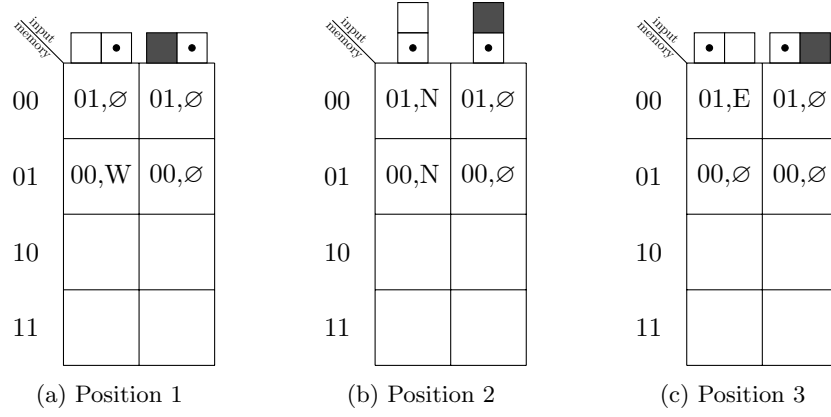 input
memory
input
memory
input
memory
00 01,∅ 01,∅
01 00,W 00,∅
10
11
(a) Position 1
00 01,N 01,∅
01 00,N 00,∅
10
11
(b) Position 2
00 01,E 01,∅
01 00,∅ 00,∅
10
11
(c) Position 3